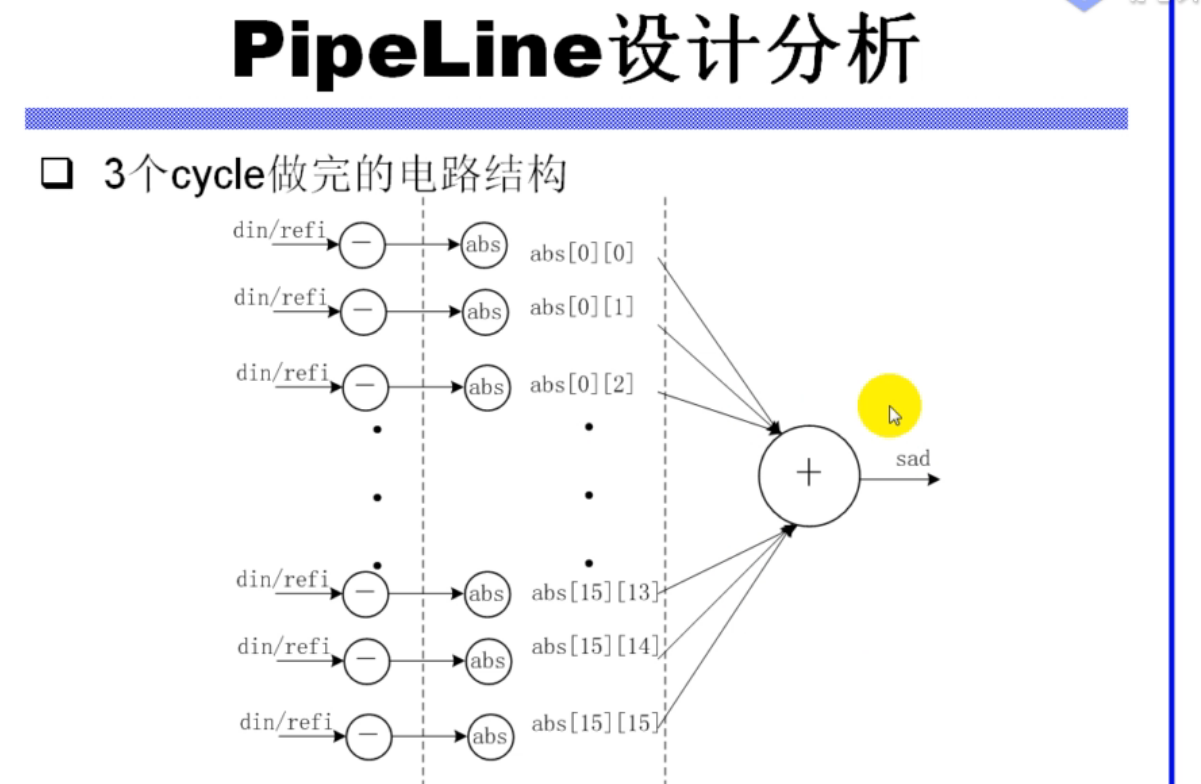 PipeLine设计分析
3个cycle做完的电路结构
din/refi − abs abs[0][0]
din/refi − abs abs[0][1]
din/refi − abs abs[0][2]
+ sad
din/refi − abs abs[15][13]
din/refi − abs abs[15][14]
din/refi − abs abs[15][15]